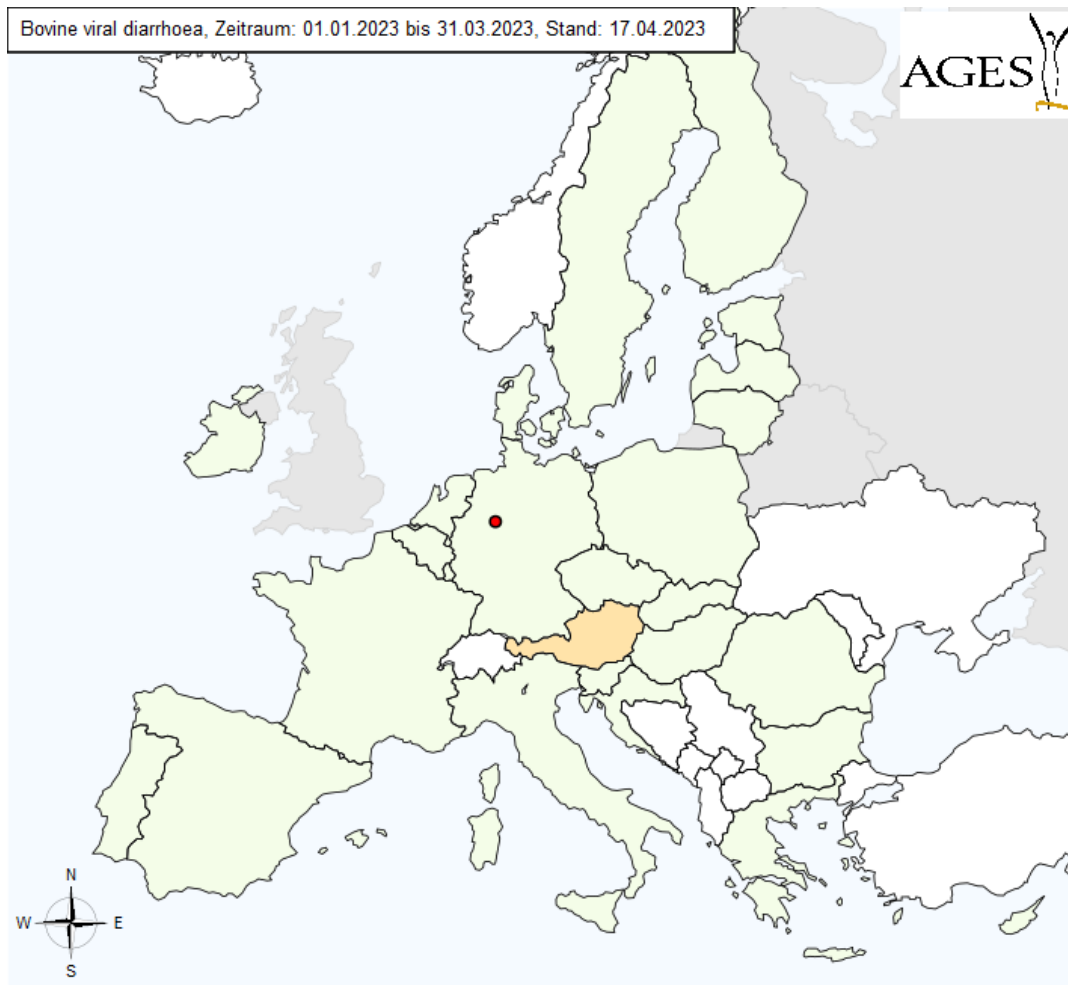 Bovine viral diarrhoea, Zeitraum: 01.01.2023 bis 31.03.2023, Stand: 17.04.2023
AGES
N
W E
S